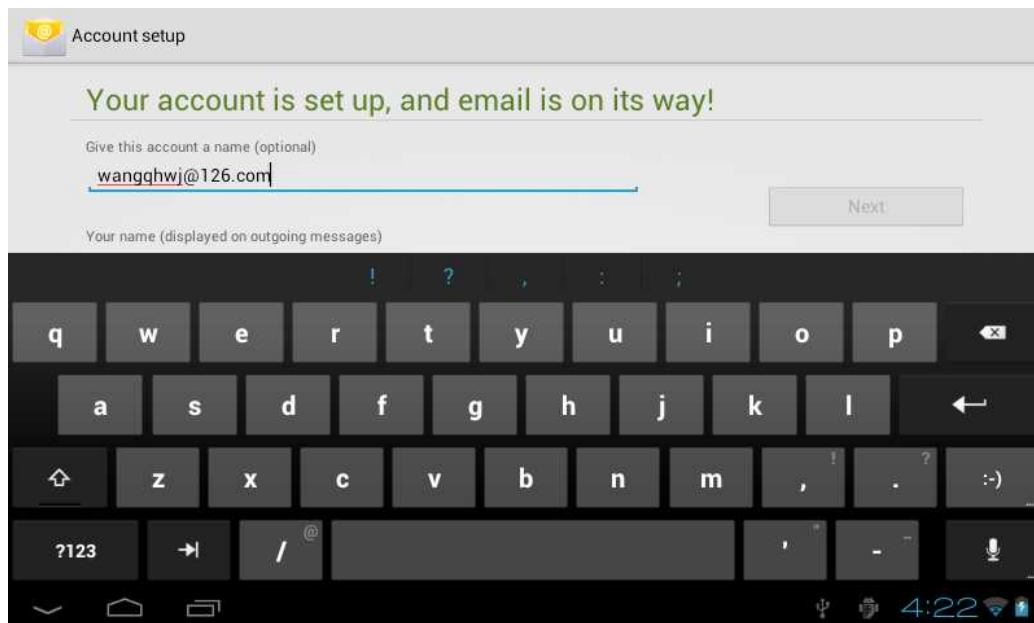 Account setup
Your account is set up, and email is on its way!
Give this account a name (optional)
wangqhwj@126.com
Next
Your name (displayed on outgoing messages)
! ? , : ;
q w e r t y u i o p
a s d f g h j k l
z x c v b n m , ! . ? :-) ...
?123 / @ ' " - _ ...
4:22